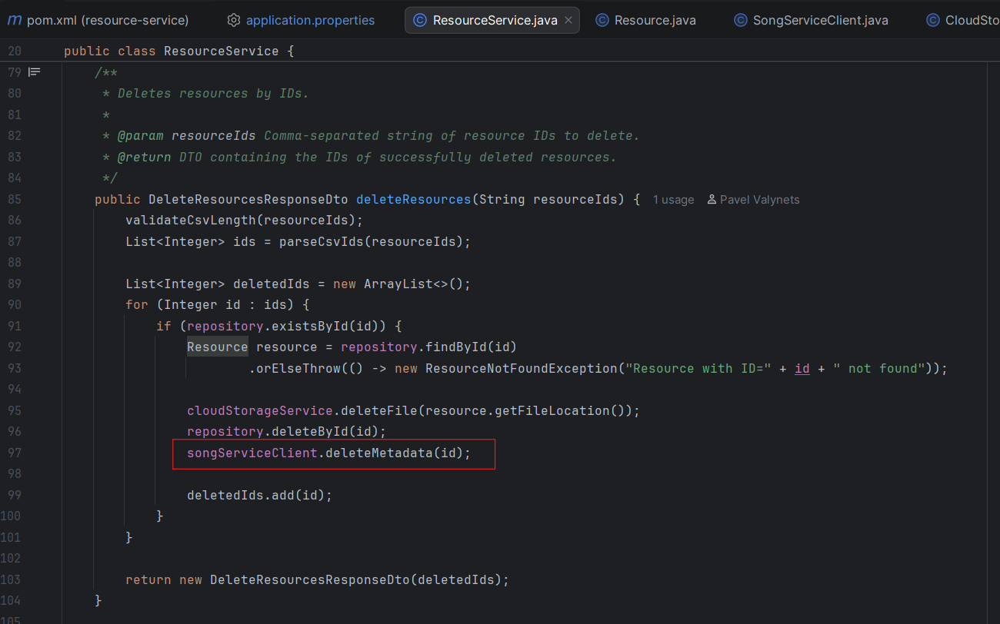 pom.xml (resource-service) application.properties ResourceService.java Resource.java SongServiceClient.java CloudSto
20 public class ResourceService {
79 /**
80 * Deletes resources by IDs.
81 *
82 * @param resourceIds Comma-separated string of resource IDs to delete.
83 * @return DTO containing the IDs of successfully deleted resources.
84 */
85 public DeleteResourcesResponseDto deleteResources(String resourceIds) { 1 usage Pavel Valynets
86 validateCsvLength(resourceIds);
87 List<Integer> ids = parseCsvIds(resourceIds);
88
89 List<Integer> deletedIds = new ArrayList<>();
90 for (Integer id : ids) {
91 if (repository.existsById(id)) {
92 Resource resource = repository.findById(id)
93 .orElseThrow(() -> new ResourceNotFoundException("Resource with ID=" + id + " not found"));
94
95 cloudStorageService.deleteFile(resource.getFileLocation());
96 repository.deleteById(id);
97 songServiceClient.deleteMetadata(id);
98
99 deletedIds.add(id);
100 }
101 }
102
103 return new DeleteResourcesResponseDto(deletedIds);
104 }
105